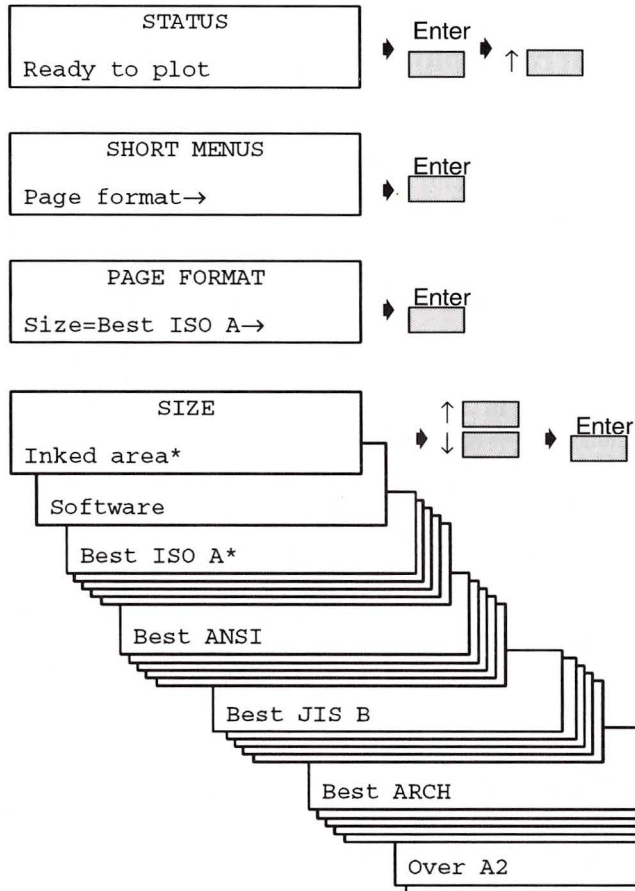 STATUS
Ready to plot
Enter
↑
SHORT MENUS
Page format→
Enter
PAGE FORMAT
Size=Best ISO A→
Enter
SIZE
Inked area*
↑
↓
Enter
Software
Best ISO A*
Best ANSI
Best JIS B
Best ARCH
Over A2